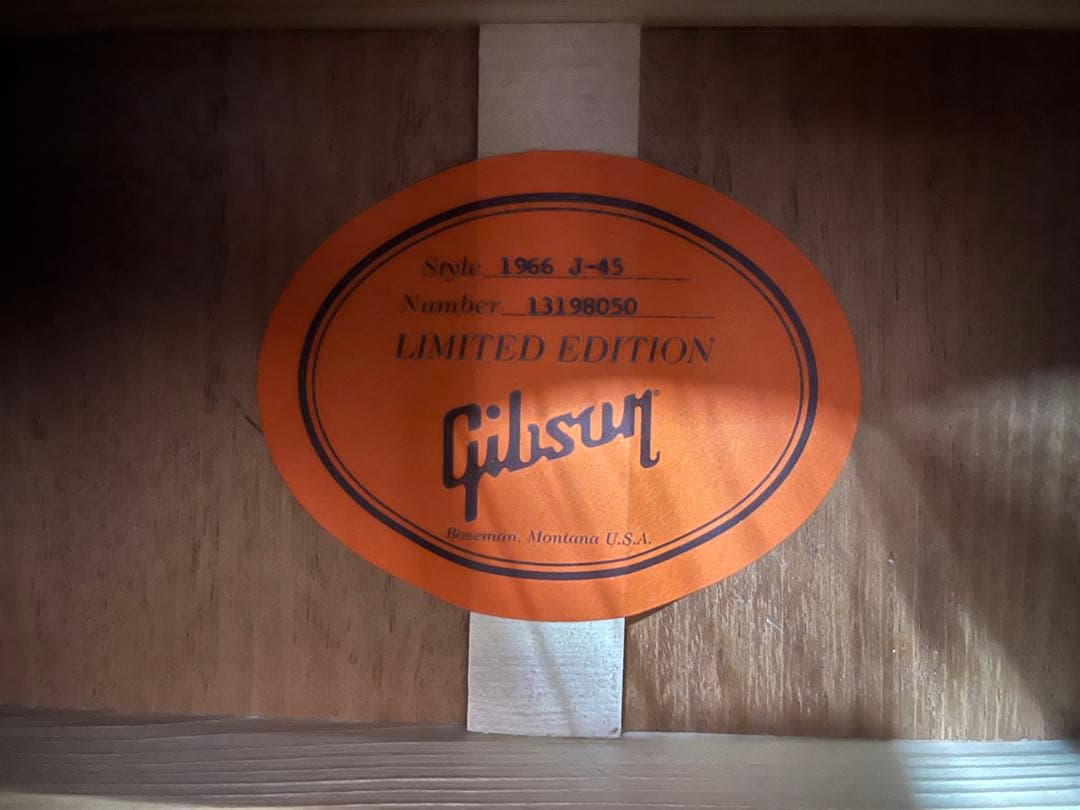 Style 1966 J-45
Number 13198050
LIMITED EDITION
Gibson
Bozeman, Montana U.S.A.